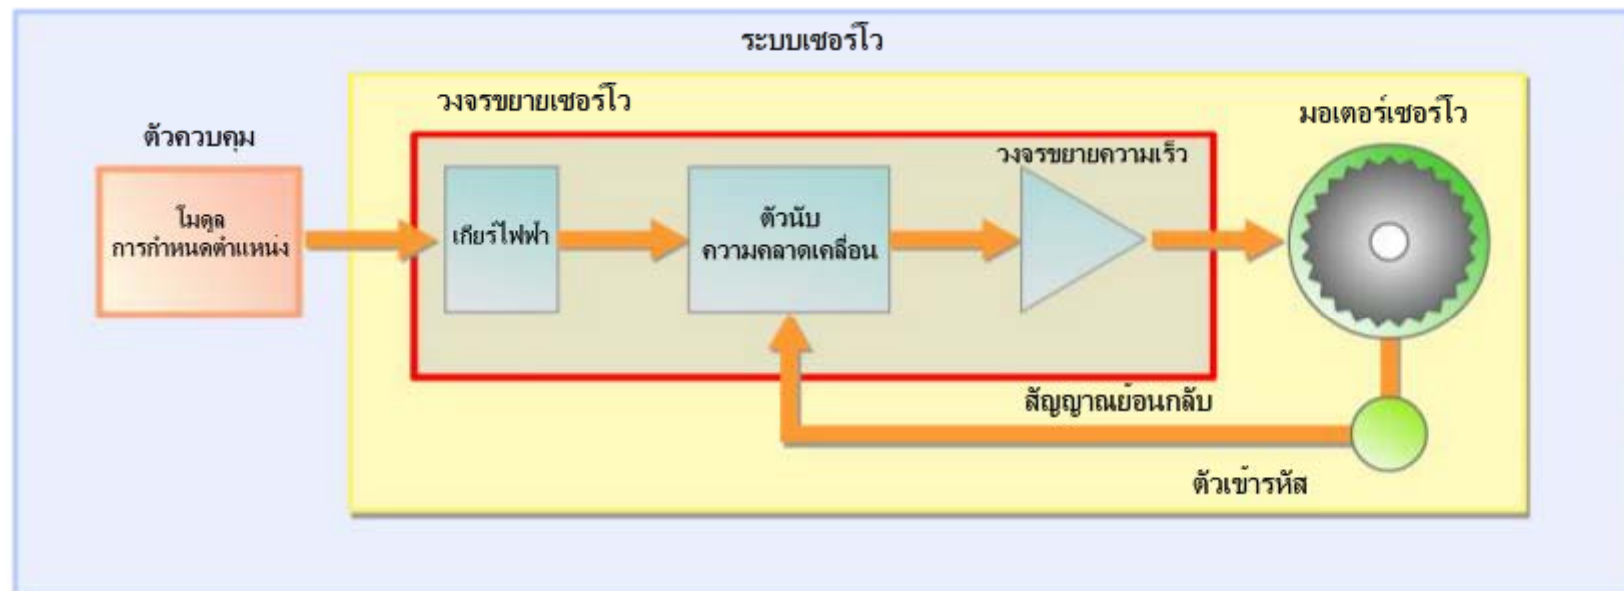 ระบบเซอร์โว
วงจรขยายเซอร์โว
มอเตอร์เซอร์โว
ตัวควบคุม
วงจรขยายความเร็ว
โมดูล
การกำหนดตำแหน่ง
เกียร์ไฟฟ้า
ตัวนับ
ความคลาดเคลื่อน
สัญญาณย้อนกลับ
ตัวเข้ารหัส